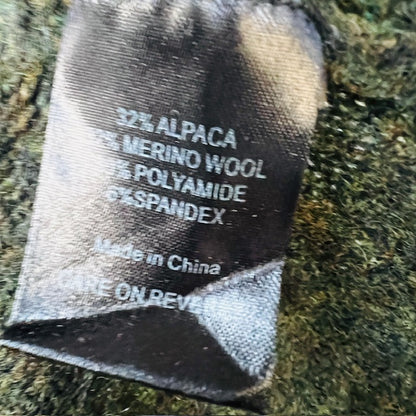 32% ALPACA
% MERINO WOOL
% POLYAMIDE
%SPANDEX
Made in China
ON